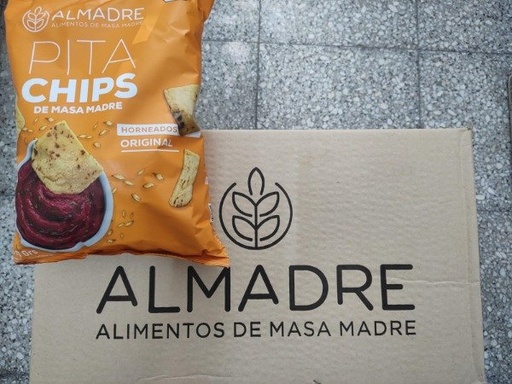 ALMADRE
ALIMENTOS DE MASA MADRE
PITA
CHIPS
DE MASA MADRE
HORNEADOS
ORIGINAL
ALMADRE
ALIMENTOS DE MASA MADRE